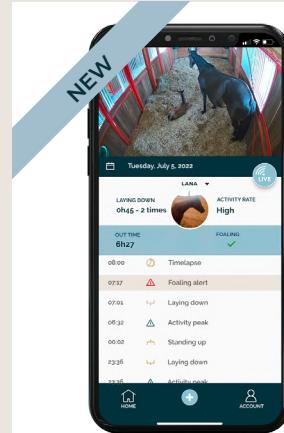 NEW
Tuesday, July 5, 2022
LIVE
LANA
LAYING DOWN
0h45 - 2 times
ACTIVITY RATE
High
OUT TIME
6h27
FOALING
08:00 Timelapse
07:17 Foaling alert
07:01 Laying down
06:32 Activity peak
00:02 Standing up
23:36 Laying down
23:36 Activity peak
HOME
ACCOUNT